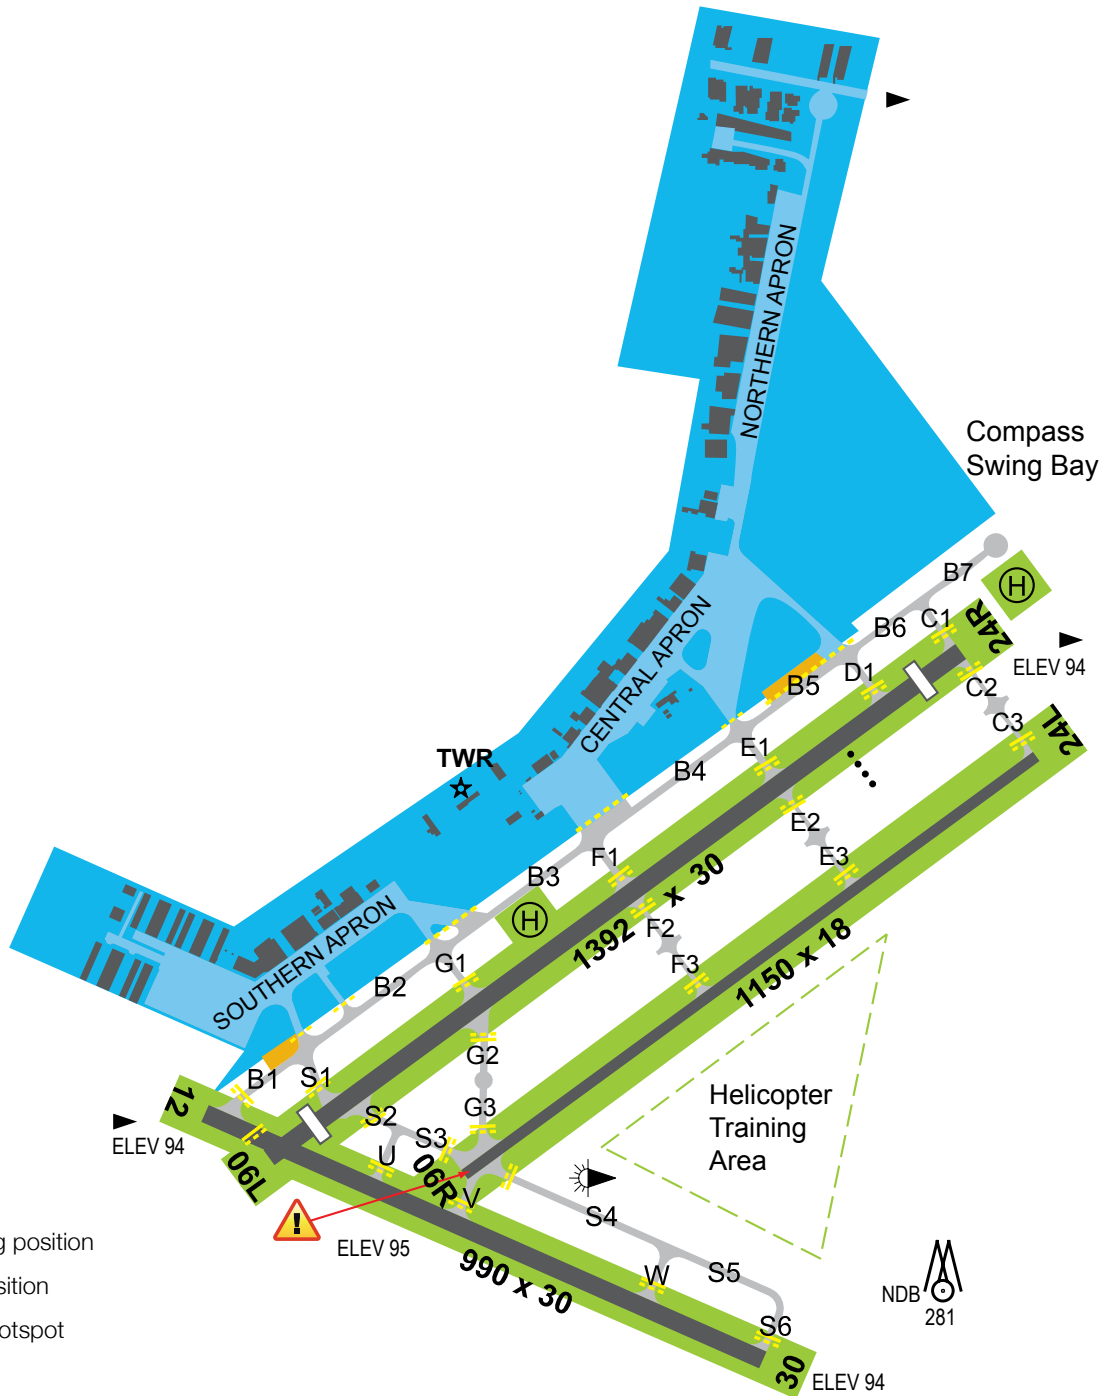 NORTHERN APRON
Compass
Swing Bay
B7
H
C1
24R
B6
ELEV 94
D1
C2
B5
CENTRAL APRON
C3
24L
E1
TWR
B4
E2
E3
F1
B3
1392 x 30
H
F2
F3
1150 x 18
SOUTHERN APRON
G1
B2
G2
B1
S1
12
G3
S2
Helicopter
Training
Area
ELEV 94
S3
U
06L
06R
V
S4
ELEV 95
g position
W
S5
990 x 30
sition
NDB
281
S6
otspot
30
ELEV 94
!